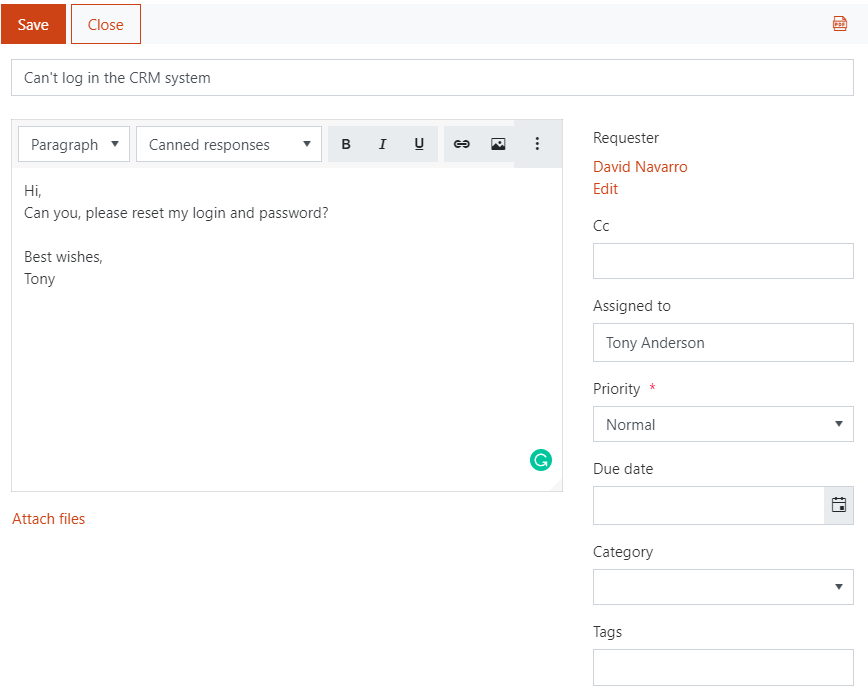 Save
Close
PDF
Can't log in the CRM system
Paragraph
Canned responses
B
I
U
Hi,
Can you, please reset my login and password?
Best wishes,
Tony
Attach files
Requester
David Navarro
Edit
Cc
Assigned to
Tony Anderson
Priority *
Normal
Due date
Category
Tags